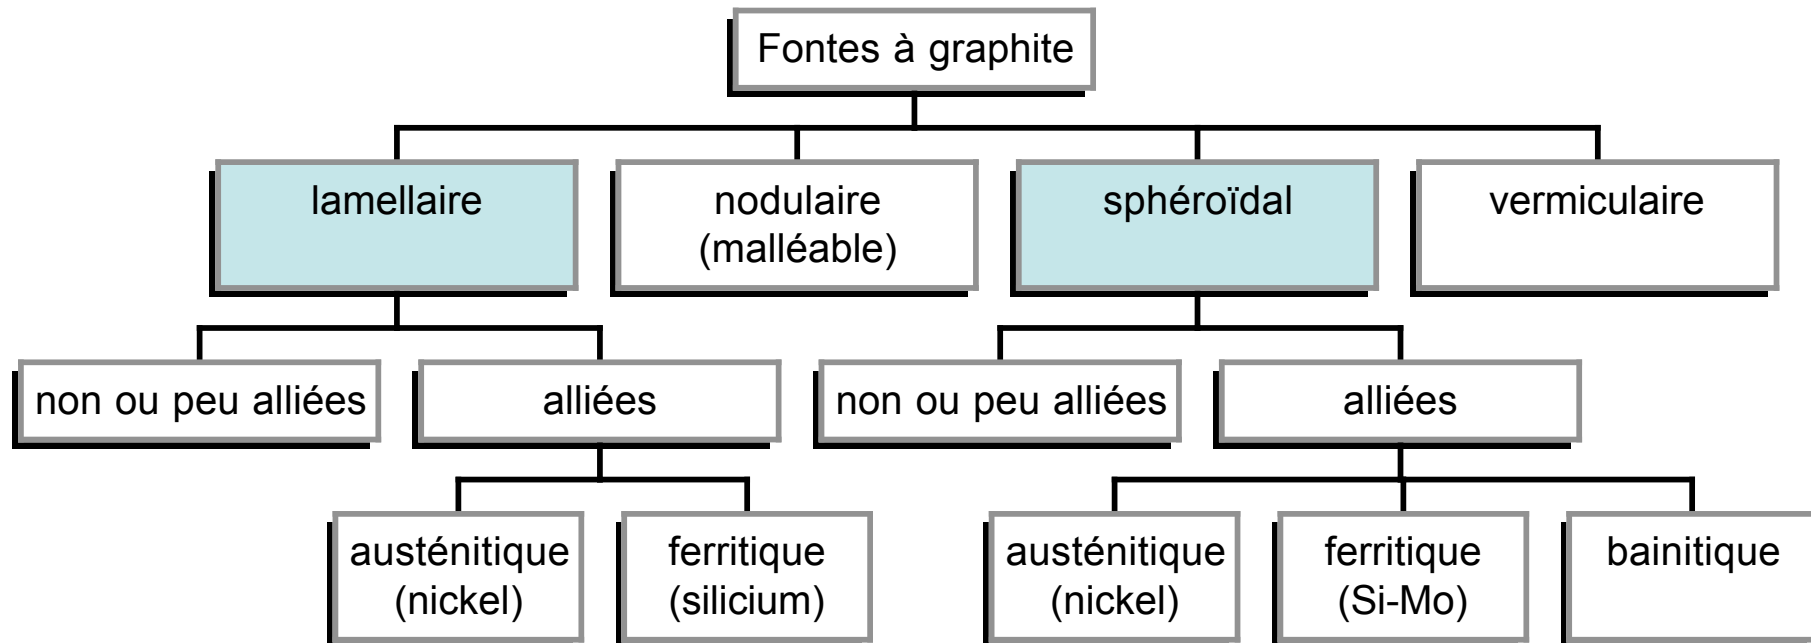 Fontes à graphite
lamellaire
nodulaire
(malléable)
sphéroïdal
vermiculaire
non ou peu alliées
alliées
non ou peu alliées
alliées
austénitique
(nickel)
ferritique
(silicium)
austénitique
(nickel)
ferritique
(Si-Mo)
bainitique